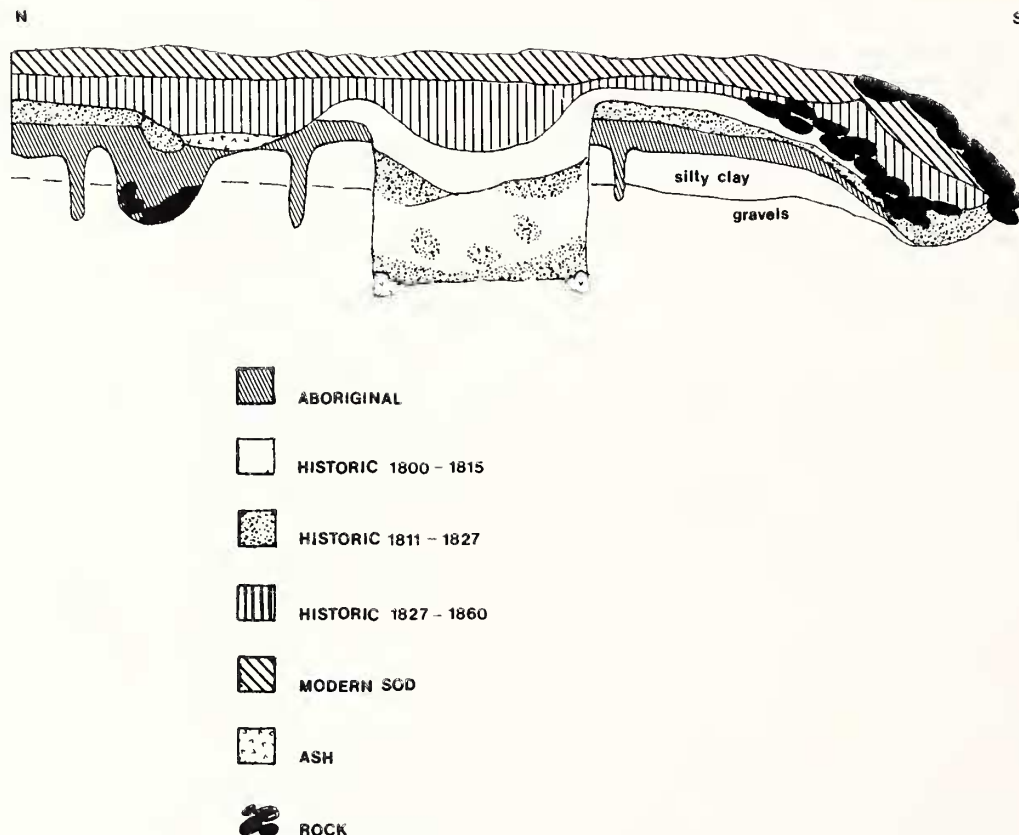 N
S
silty clay
gravels
ABORIGINAL
HISTORIC 1800 – 1815
HISTORIC 1811 – 1827
HISTORIC 1827 – 1860
MODERN SOD
ASH
ROCK